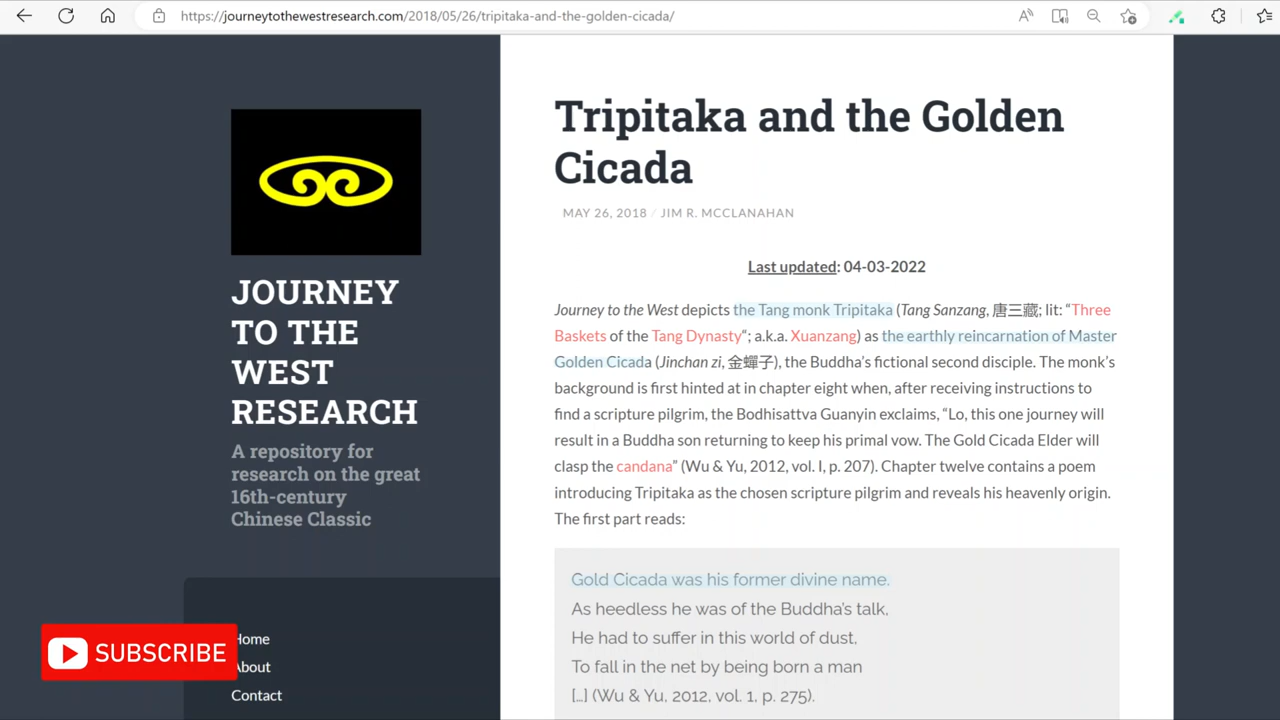 https://journeytothewestresearch.com/2018/05/26/tripitaka-and-the-golden-cicada/
JOURNEY
TO THE
WEST
RESEARCH
A repository for
research on the great
16th-century
Chinese Classic
Home
About
Contact
SUBSCRIBE
Tripitaka and the Golden
Cicada
MAY 26, 2018 / JIM R. MCCLANAHAN
Last updated: 04-03-2022
Journey to the West depicts the Tang monk Tripitaka (Tang Sanzang, 唐三藏; lit: “Three
Baskets of the Tang Dynasty“; a.k.a. Xuanzang) as the earthly reincarnation of Master
Golden Cicada (Jinchan zi, 金蟬子), the Buddha’s fictional second disciple. The monk’s
background is first hinted at in chapter eight when, after receiving instructions to
find a scripture pilgrim, the Bodhisattva Guanyin exclaims, “Lo, this one journey will
result in a Buddha son returning to keep his primal vow. The Gold Cicada Elder will
clasp the candana” (Wu & Yu, 2012, vol. I, p. 207). Chapter twelve contains a poem
introducing Tripitaka as the chosen scripture pilgrim and reveals his heavenly origin.
The first part reads:
Gold Cicada was his former divine name.
As heedless he was of the Buddha’s talk,
He had to suffer in this world of dust,
To fall in the net by being born a man
[…] (Wu & Yu, 2012, vol. 1, p. 275).